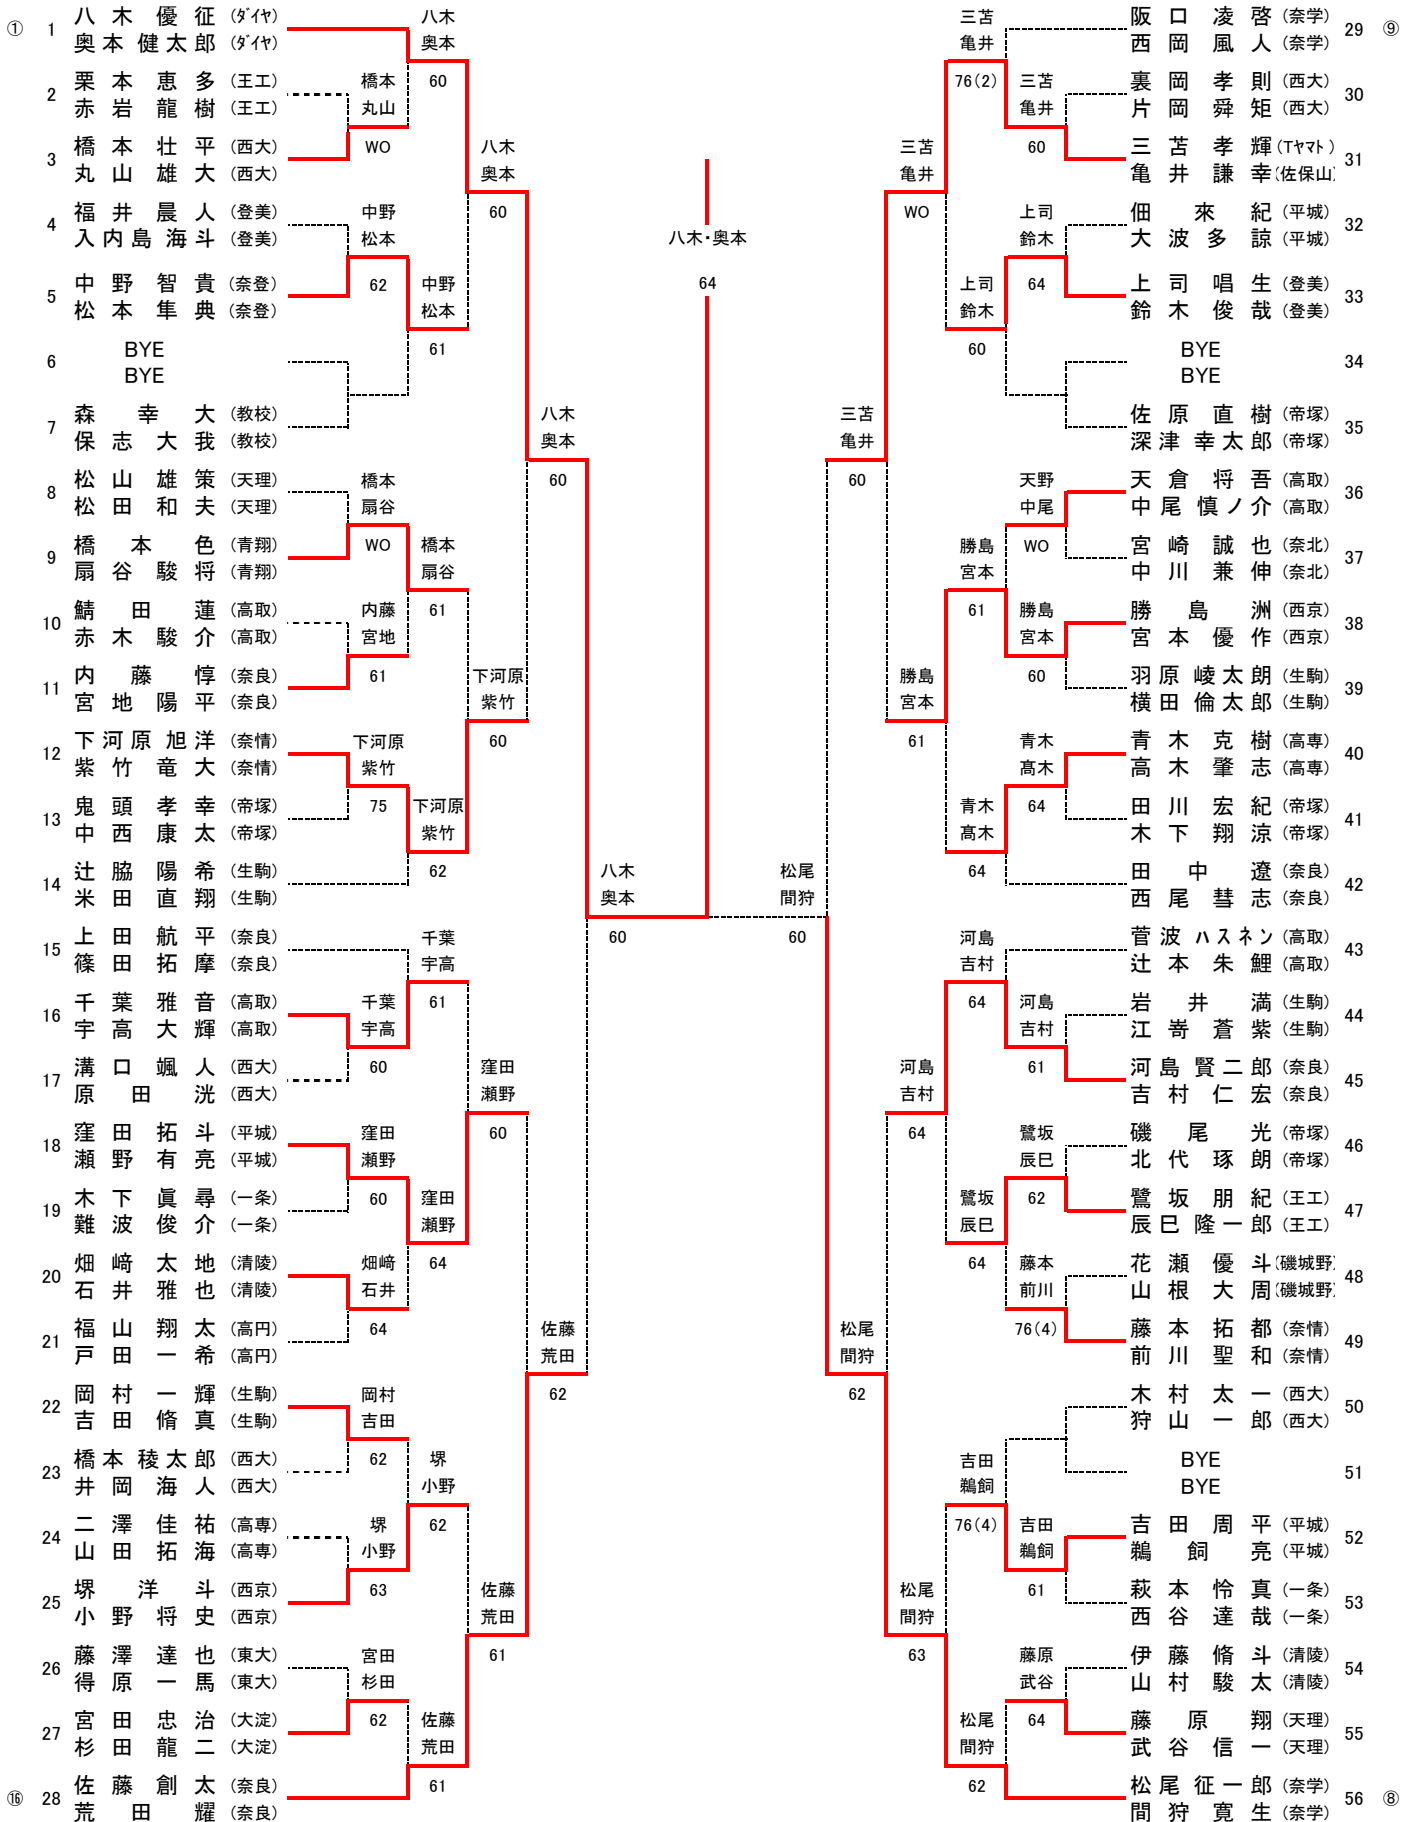 ① 1 八木優征 (ダイヤ)
奥本健太郎 (ダイヤ)
2 栗本恵多 (王工)
赤岩龍樹 (王工)
3 橋本壮平 (西大)
丸山雄大 (西大)
4 福井晨人 (登美)
入内島海斗 (登美)
5 中野智貴 (奈登)
松本隼典 (奈登)
6 BYE
BYE
7 森幸大 (教校)
保志大我 (教校)
8 松山雄策 (天理)
松田和夫 (天理)
9 橋本色 (青翔)
扇谷駿将 (青翔)
10 鯖田蓮 (高取)
赤木駿介 (高取)
11 内藤惇 (奈良)
宮地陽平 (奈良)
12 下河原旭洋 (奈情)
紫竹竜大 (奈情)
13 鬼頭孝幸 (帝塚)
中西康太 (帝塚)
14 辻脇陽希 (生駒)
米田直翔 (生駒)
15 上田航平 (奈良)
篠田拓摩 (奈良)
16 千葉雅音 (高取)
宇高大輝 (高取)
17 溝口颯人 (西大)
原田洸 (西大)
18 窪田拓斗 (平城)
瀬野有亮 (平城)
19 木下眞尋 (一条)
難波俊介 (一条)
20 畑﨑太地 (清陵)
石井雅也 (清陵)
21 福山翔太 (高円)
戸田一希 (高円)
22 岡村一輝 (生駒)
吉田脩真 (生駒)
23 橋本稜太郎 (西大)
井岡海人 (西大)
24 二澤佳祐 (高専)
山田拓海 (高専)
25 堺洋斗 (西京)
小野将史 (西京)
26 藤澤達也 (東大)
得原一馬 (東大)
27 宮田忠治 (大淀)
杉田龍二 (大淀)
⑯ 28 佐藤創太 (奈良)
荒田耀 (奈良)
橋本
丸山
WO
中野
松本
62
橋本
扇谷
WO
内藤
宮地
61
下河原
紫竹
75
千葉
宇高
60
窪田
瀬野
60
畑﨑
石井
64
岡村
吉田
62
堺
小野
63
宮田
杉田
62
八木
奥本
60
中野
松本
61
橋本
扇谷
61
下河原
紫竹
62
千葉
宇高
61
窪田
瀬野
64
堺
小野
62
佐藤
荒田
61
八木
奥本
60
下河原
紫竹
60
窪田
瀬野
60
佐藤
荒田
61
八木
奥本
60
佐藤
荒田
62
八木
奥本
60
八木・奥本
64
松尾
間狩
60
三苫
亀井
60
松尾
間狩
62
三苫
亀井
WO
勝島
宮本
61
河島
吉村
64
松尾
間狩
63
三苫
亀井
76(2)
上司
鈴木
60
勝島
宮本
61
青木
髙木
64
河島
吉村
64
鷺坂
辰巳
64
吉田
鵜飼
76(4)
松尾
間狩
62
三苫
亀井
60
上司
鈴木
64
天野
中尾
WO
勝島
宮本
60
青木
髙木
64
河島
吉村
61
鷺坂
辰巳
62
藤本
前川
76(4)
吉田
鵜飼
61
藤原
武谷
64
阪口凌啓 (奈学) 29 ⑨
西岡風人 (奈学)
裏岡孝則 (西大) 30
片岡舜矩 (西大)
三苫孝輝 (Tヤマト) 31
亀井謙幸 (佐保山)
佃來紀 (平城) 32
大波多諒 (平城)
上司唱生 (登美) 33
鈴木俊哉 (登美)
BYE 34
BYE
佐原直樹 (帝塚) 35
深津幸太郎 (帝塚)
天倉将吾 (高取) 36
中尾慎ノ介 (高取)
宮崎誠也 (奈北) 37
中川兼伸 (奈北)
勝島洲 (西京) 38
宮本優作 (西京)
羽原崚太朗 (生駒) 39
横田倫太郎 (生駒)
青木克樹 (高専) 40
高木肇志 (高専)
田川宏紀 (帝塚) 41
木下翔涼 (帝塚)
田中遼 (奈良) 42
西尾彗志 (奈良)
菅波ハスネン (高取) 43
辻本朱鯉 (高取)
岩井満 (生駒) 44
江嵜蒼紫 (生駒)
河島賢二郎 (奈良) 45
吉村仁宏 (奈良)
磯尾光 (帝塚) 46
北代琢朗 (帝塚)
鷺坂朋紀 (王工) 47
辰巳隆一郎 (王工)
花瀬優斗 (磯城野) 48
山根大周 (磯城野)
藤本拓都 (奈情) 49
前川聖和 (奈情)
木村太一 (西大) 50
狩山一郎 (西大)
BYE 51
BYE
吉田周平 (平城) 52
鵜飼亮 (平城)
萩本怜真 (一条) 53
西谷達哉 (一条)
伊藤脩斗 (清陵) 54
山村駿太 (清陵)
藤原翔 (天理) 55
武谷信一 (天理)
松尾征一郎 (奈学) 56 ⑧
間狩寛生 (奈学)